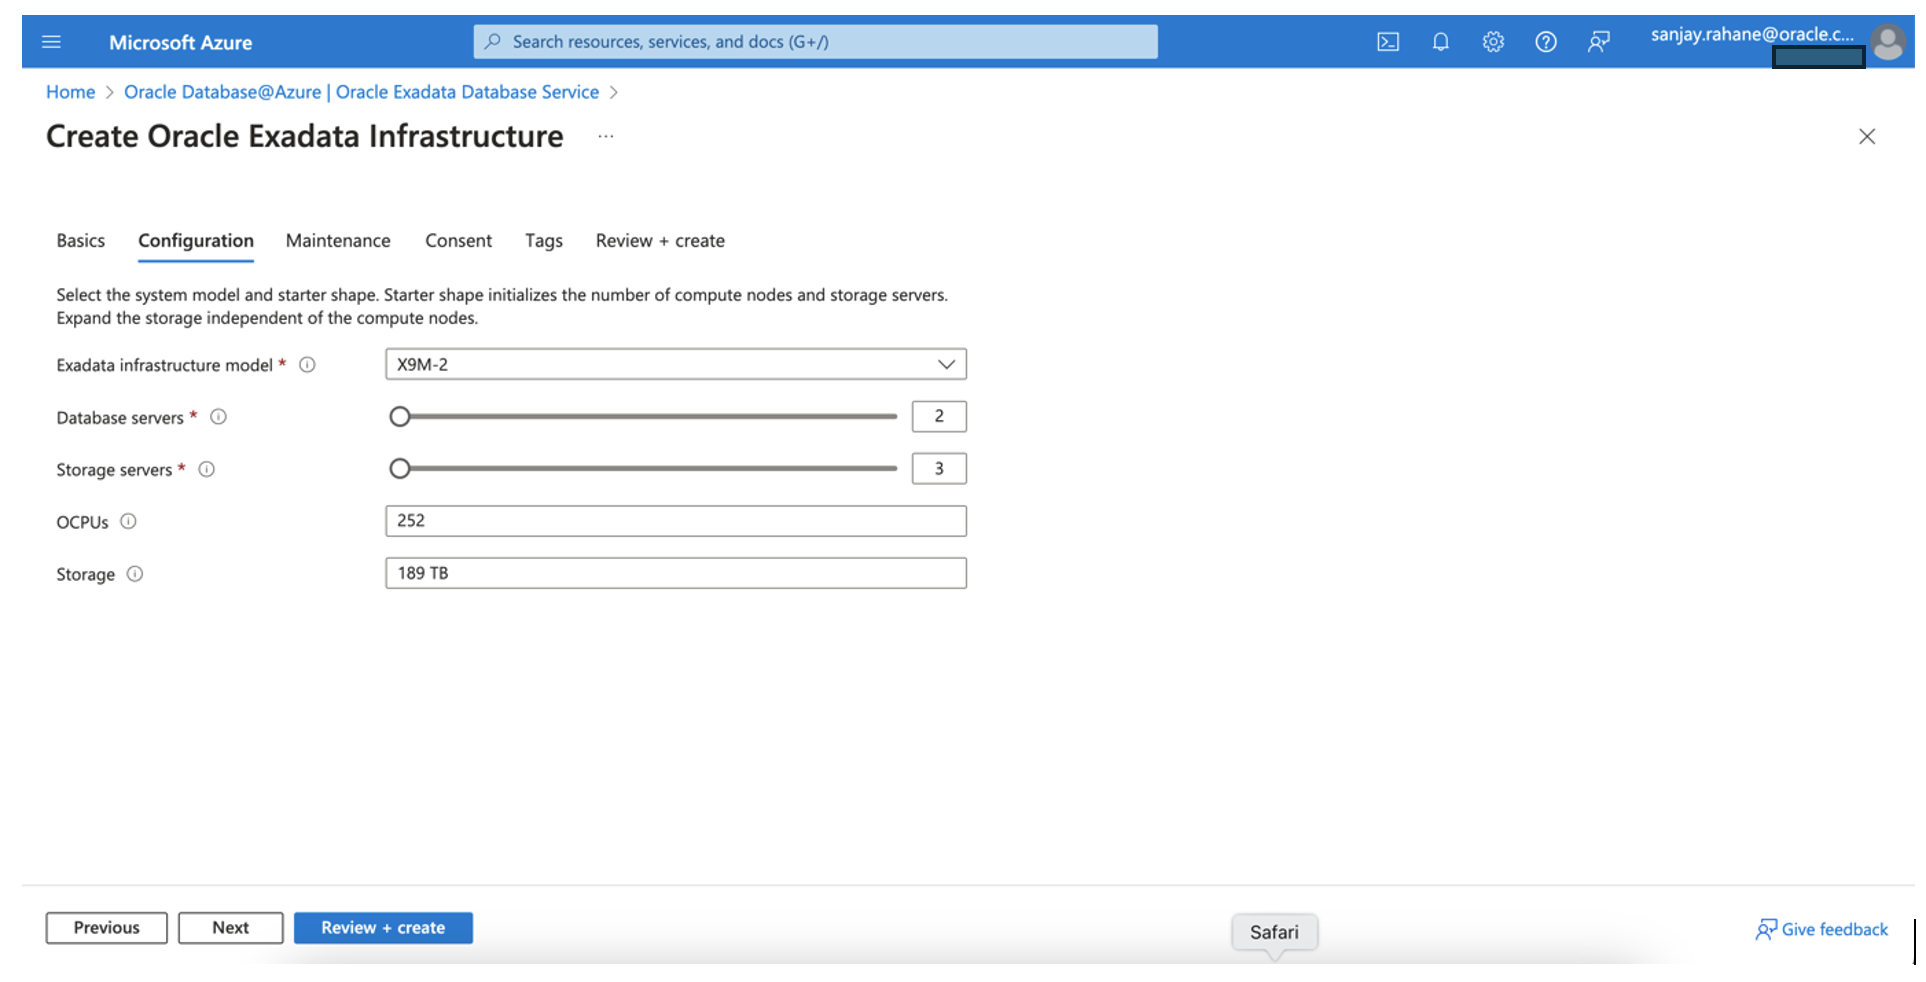 Microsoft Azure
Search resources, services, and docs (G+/)
sanjay.rahane@oracle.c...
Home > Oracle Database@Azure | Oracle Exadata Database Service >
Create Oracle Exadata Infrastructure ...
Basics Configuration Maintenance Consent Tags Review + create
Select the system model and starter shape. Starter shape initializes the number of compute nodes and storage servers.
Expand the storage independent of the compute nodes.
Exadata infrastructure model * X9M-2
Database servers * 2
Storage servers * 3
OCPUs 252
Storage 189 TB
Previous Next Review + create Safari Give feedback